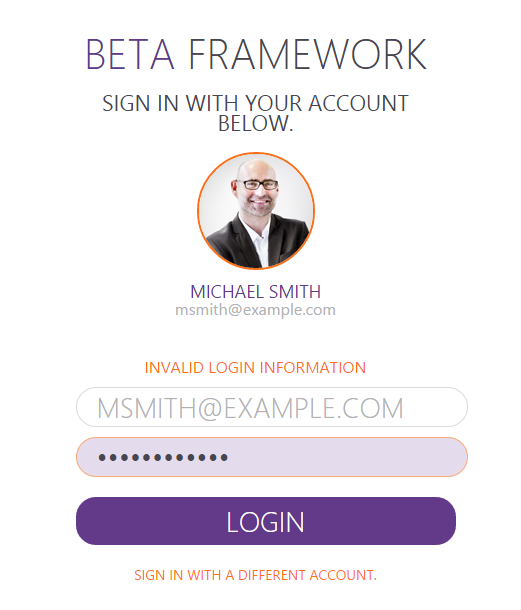 BETA FRAMEWORK
SIGN IN WITH YOUR ACCOUNT
BELOW.
MICHAEL SMITH
msmith@example.com
INVALID LOGIN INFORMATION
MSMITH@EXAMPLE.COM
••••••••••••
LOGIN
SIGN IN WITH A DIFFERENT ACCOUNT.